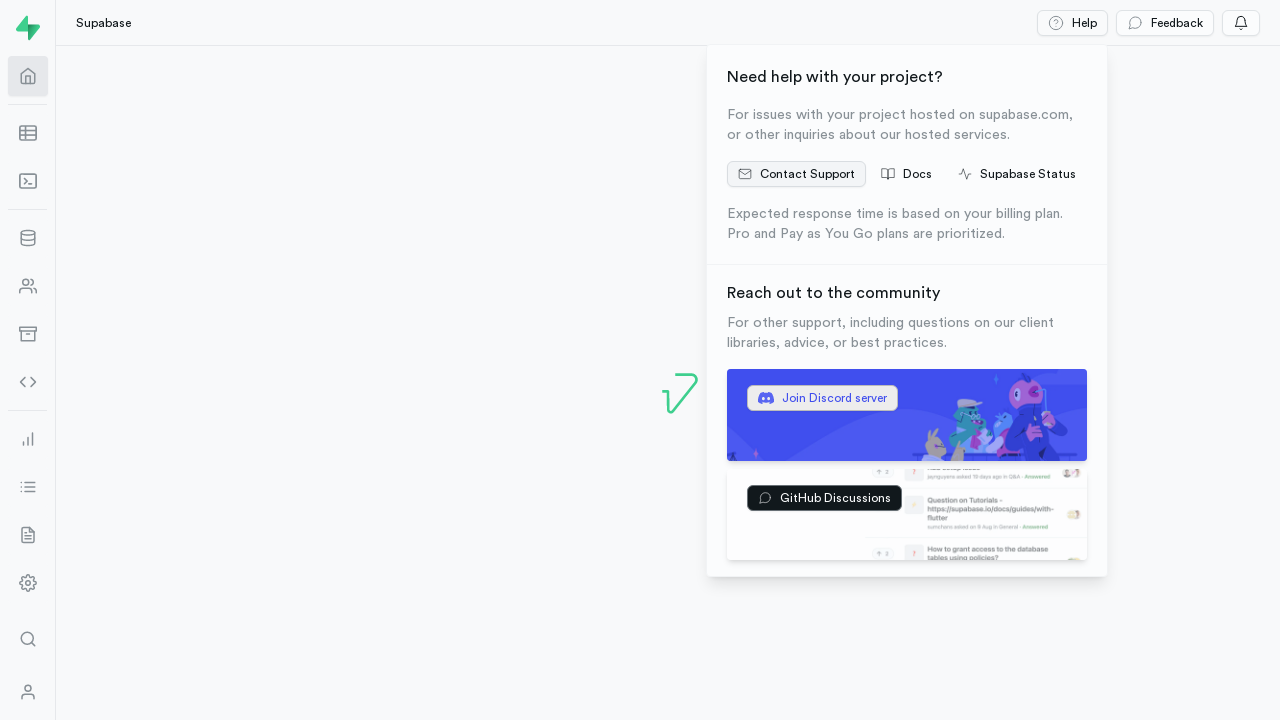 Supabase
Help
Feedback
Need help with your project?
For issues with your project hosted on supabase.com,
or other inquiries about our hosted services.
Contact Support
Docs
Supabase Status
Expected response time is based on your billing plan.
Pro and Pay as You Go plans are prioritized.
Reach out to the community
For other support, including questions on our client
libraries, advice, or best practices.
Join Discord server
GitHub Discussions
Question on Tutorials -
https://supabase.io/docs/guides/with-
flutter
How to grant access to the database
tables using policies?